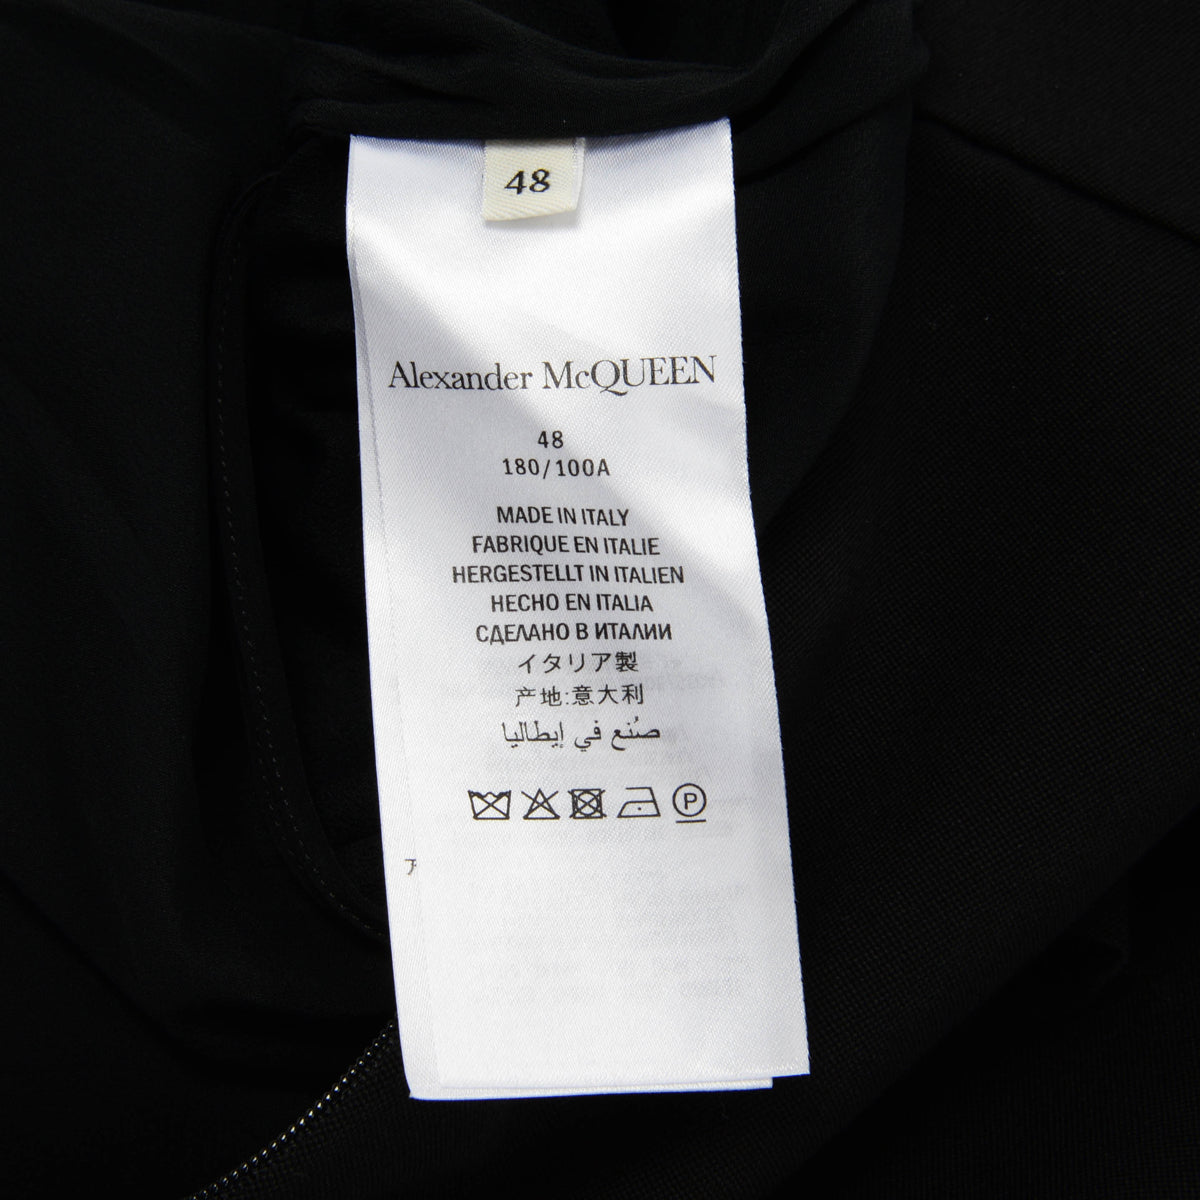 48
Alexander McQUEEN
48
180/100A
MADE IN ITALY
FABRIQUE EN ITALIE
HERGESTELLT IN ITALIEN
HECHO EN ITALIA
СДЕЛАНО В ИТАЛИИ
イタリア製
产地:意大利
صُنع في إيطاليا
P